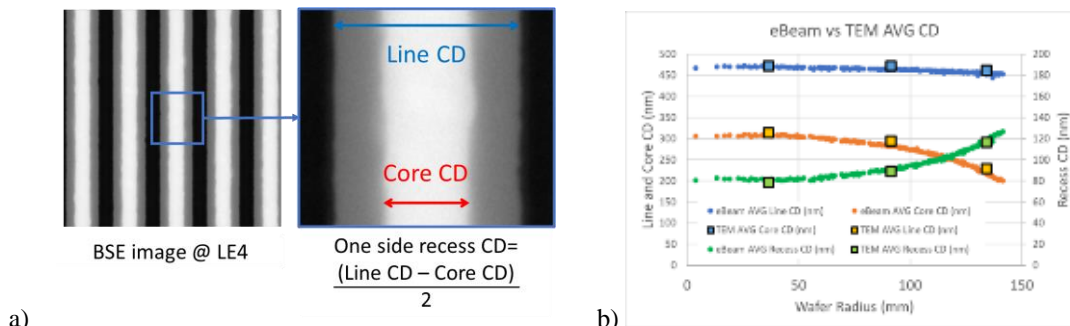 Line CD
Core CD
BSE image @ LE4
One side recess CD=
(Line CD – Core CD)
2
a)
eBeam vs TEM AVG CD
Line and Core CD (nm)
500
450
400
350
300
250
200
150
100
50
0
200
180
160
140
120
100
80
60
40
20
0
Recess CD (nm)
eBeam AVG Line CD (nm)
eBeam AVG Core CD (nm)
TEM AVG Core CD (nm)
TEM AVG Line CD (nm)
eBeam AVG Recess CD (nm)
TEM AVG Recess CD (nm)
0
50
100
150
Wafer Radius (mm)
b)